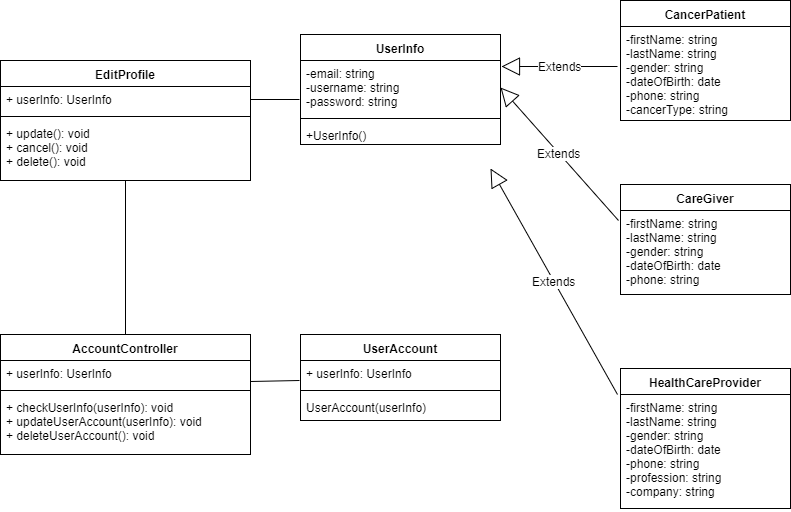 EditProfile
+ userInfo: UserInfo
+ update(): void
+ cancel(): void
+ delete(): void
UserInfo
-email: string
-username: string
-password: string
+UserInfo()
Extends
Extends
Extends
CancerPatient
-firstName: string
-lastName: string
-gender: string
-dateOfBirth: date
-phone: string
-cancerType: string
CareGiver
-firstName: string
-lastName: string
-gender: string
-dateOfBirth: date
-phone: string
AccountController
+ userInfo: UserInfo
+ checkUserInfo(userInfo): void
+ updateUserAccount(userInfo): void
+ deleteUserAccount(): void
UserAccount
+ userInfo: UserInfo
UserAccount(userInfo)
HealthCareProvider
-firstName: string
-lastName: string
-gender: string
-dateOfBirth: date
-phone: string
-profession: string
-company: string